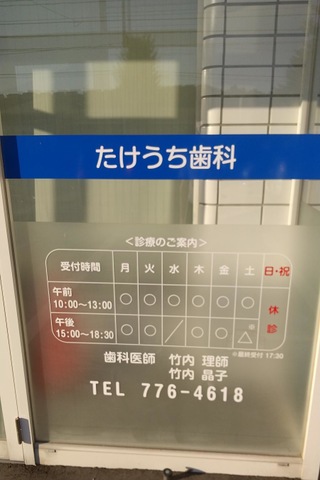 たけうち歯科
<診療のご案内>
受付時間 月 火 水 木 金 土 日・祝
午前 10:00〜13:00 ○ ○ ○ ○ ○ ○ 休診
午後 15:00〜18:30 ○ ○ ／ ○ ○ △※
※最終受付 17:30
歯科医師 竹内 理師
竹内 晶子
TEL 776-4618